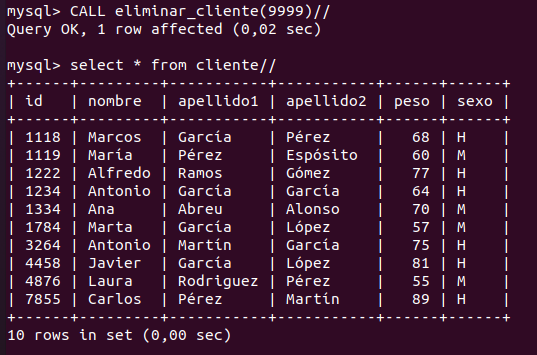 mysql> CALL eliminar_cliente(9999)//
Query OK, 1 row affected (0,02 sec)
mysql> select * from cliente//
+------+---------+-----------+-----------+------+------+
| id   | nombre  | apellido1 | apellido2 | peso | sexo |
+------+---------+-----------+-----------+------+------+
| 1118 | Marcos  | García    | Pérez     |   68 | H    |
| 1119 | María   | Pérez     | Espósito  |   60 | M    |
| 1222 | Alfredo | Ramos     | Gómez     |   77 | H    |
| 1234 | Antonio | García    | García    |   64 | H    |
| 1334 | Ana     | Abreu     | Alonso    |   70 | M    |
| 1784 | Marta   | García    | López     |   57 | M    |
| 3264 | Antonio | Martín    | García    |   75 | H    |
| 4458 | Javier  | García    | López     |   81 | H    |
| 4876 | Laura   | Rodriguez | Pérez     |   55 | M    |
| 7855 | Carlos  | Pérez     | Martín    |   89 | H    |
+------+---------+-----------+-----------+------+------+
10 rows in set (0,00 sec)